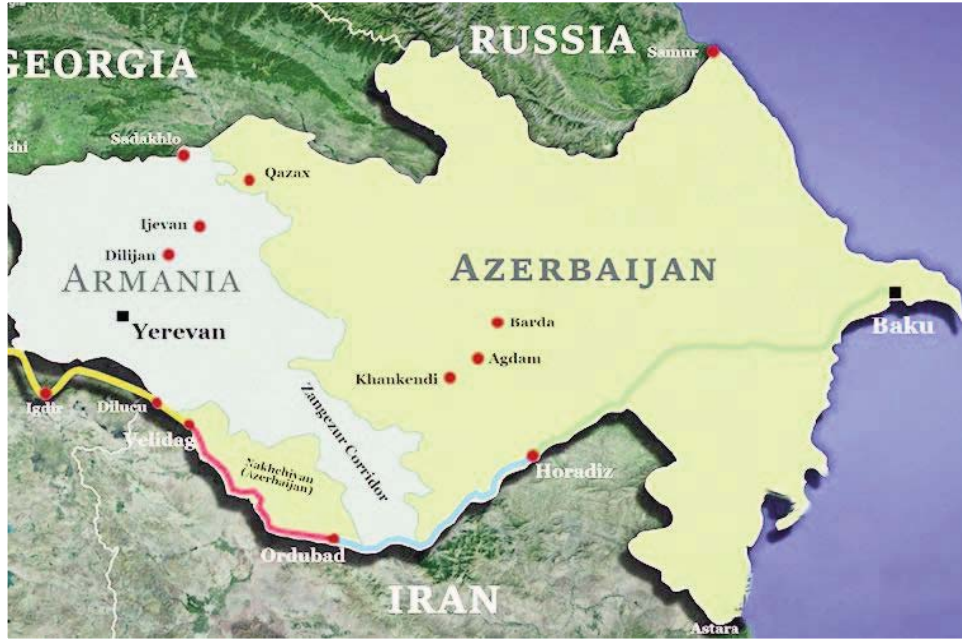 RUSSIA
Samur
GEORGIA
Sadakhlo
khi
Qazax
Ijevan
Dilijan
ARMANIA
AZERBAIJAN
Baku
Yerevan
Barda
Agdam
Khankendi
Igdir
Dilucu
Velidag
Zangezur Corridor
Nakhchivan
(Azerbaijan)
Horadiz
Ordubad
IRAN
Astara